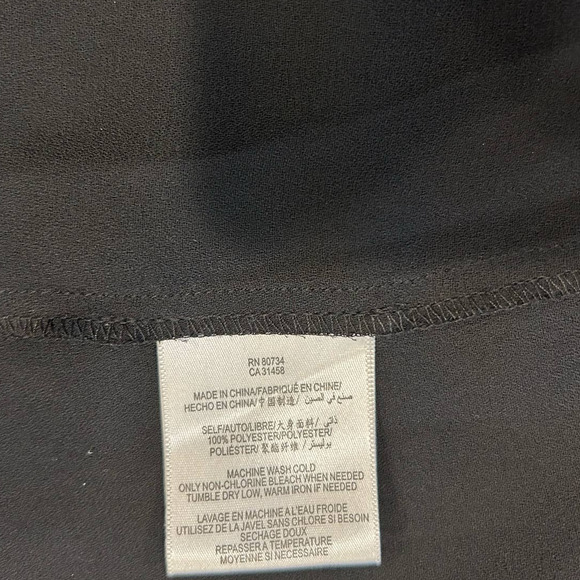 RN 80734
CA 31458
MADE IN CHINA/FABRIQUÉ EN CHINE/
HECHO EN CHINA/中国制造/ صنع في الصين
SELF/AUTO/LIBRE/大身面料/ ذاتي/
100% POLYESTER/POLYESTER/
POLIÉSTER/ 聚酯纤维 / بوليستر
MACHINE WASH COLD
ONLY NON-CHLORINE BLEACH WHEN NEEDED
TUMBLE DRY LOW, WARM IRON IF NEEDED
LAVAGE EN MACHINE A L'EAU FROIDE
UTILISEZ DE LA JAVEL SANS CHLORE SI BESOIN
SECHAGE DOUX
REPASSER A TEMPERATURE
MOYENNE SI NECESSAIRE